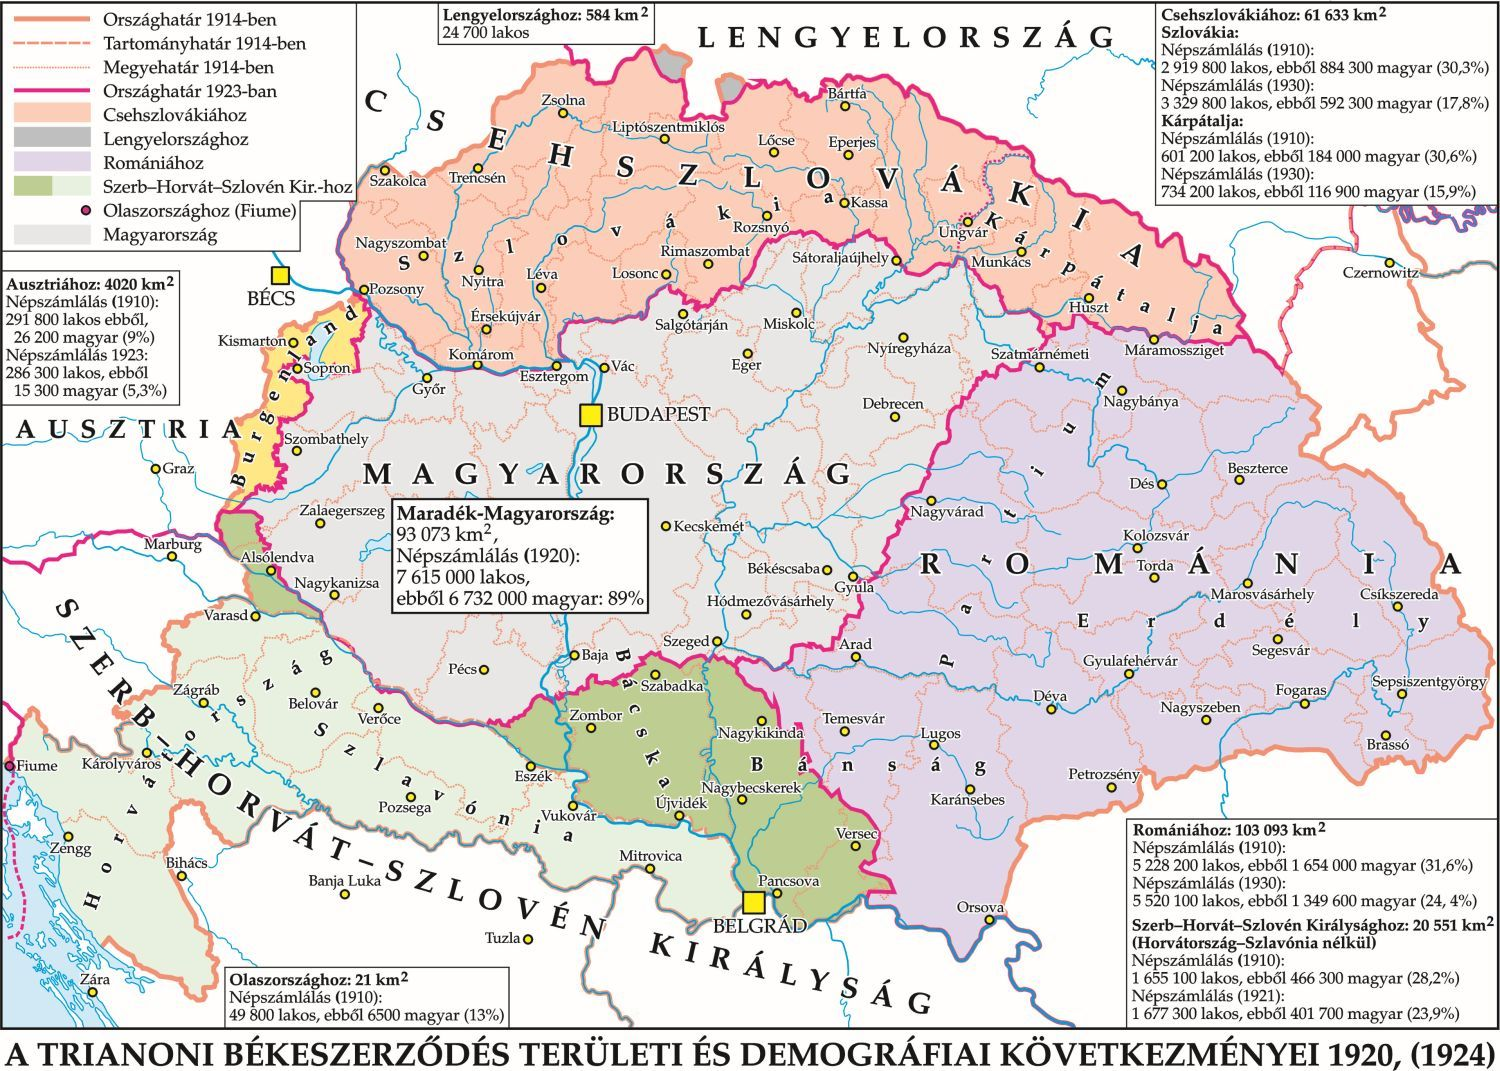 Országhatár 1914-ben
Tartományhatár 1914-ben
Megyehatár 1914-ben
Országhatár 1923-ban
Csehszlovákiához
Lengyelországhoz
Romániához
Szerb–Horvát–Szlovén Kir.-hoz
Olaszországhoz (Fiume)
Magyarország
Lengyelországhoz: 584 km²
24 700 lakos
LENGYELORSZÁG
Csehszlovákiához: 61 633 km²
Szlovákia:
Népszámlálás (1910):
2 919 800 lakos, ebből 884 300 magyar (30,3%)
Népszámlálás (1930):
3 329 800 lakos, ebből 592 300 magyar (17,8%)
Kárpátalja:
Népszámlálás (1910):
601 200 lakos, ebből 184 000 magyar (30,6%)
Népszámlálás (1930):
734 200 lakos, ebből 116 900 magyar (15,9%)
CSEHSZLOVÁKIA
Szlovákia
Kárpátalja
Zsolna
Liptószentmiklós
Bártfa
Lőcse
Eperjes
Szakolca
Trencsén
Kassa
Rozsnyó
Ungvár
Munkács
Nagyszombat
Nyitra
Léva
Losonc
Rimaszombat
Sátoraljaújhely
Huszt
Czernowitz
BÉCS
Pozsony
Érsekújvár
Salgótarján
Miskolc
Nyíregyháza
Szatmárnémeti
Máramossziget
Ausztriához: 4020 km²
Népszámlálás (1910):
291 800 lakos ebből,
26 200 magyar (9%)
Népszámlálás 1923:
286 300 lakos, ebből
15 300 magyar (5,3%)
Kismarton
Sopron
Burgenland
Komárom
Győr
Esztergom
Vác
Eger
Debrecen
Nagybánya
BUDAPEST
AUSZTRIA
Szombathely
Graz
MAGYARORSZÁG
Beszterce
Dés
Zalaegerszeg
Maradék-Magyarország:
93 073 km²,
Népszámlálás (1920):
7 615 000 lakos,
ebből 6 732 000 magyar: 89%
Kecskemét
Nagyvárad
Kolozsvár
Torda
ROMÁNIA
Partium
Erdély
Marburg
Alsólendva
Nagykanizsa
Békéscsaba
Gyula
Marosvásárhely
Csíkszereda
Hódmezővásárhely
Varasd
Szeged
Arad
Segesvár
Gyulafehérvár
Pécs
Baja
Szabadka
Bácska
Déva
Fogaras
Sepsiszentgyörgy
Nagyszeben
Brassó
Zágráb
Belovár
Verőce
Zombor
Nagykikinda
Temesvár
Lugos
Bánság
Fiume
Károlyváros
Horvátország
Szlavónia
Eszék
Nagybecskerek
Karánsebes
Petrozsény
Pozsega
Vukovár
Újvidék
Versec
Zengg
Bihács
Banja Luka
Mitrovica
Pancsova
BELGRÁD
Orsova
Tuzla
Zára
SZERB–HORVÁT–SZLOVÉN KIRÁLYSÁG
Romániához: 103 093 km²
Népszámlálás (1910):
5 228 200 lakos, ebből 1 654 000 magyar (31,6%)
Népszámlálás (1930):
5 520 100 lakos, ebből 1 349 600 magyar (24, 4%)
Szerb–Horvát–Szlovén Királysághoz: 20 551 km²
(Horvátország–Szlavónia nélkül)
Népszámlálás (1910):
1 655 100 lakos, ebből 466 300 magyar (28,2%)
Népszámlálás (1921):
1 677 300 lakos, ebből 401 700 magyar (23,9%)
Olaszországhoz: 21 km²
Népszámlálás (1910):
49 800 lakos, ebből 6500 magyar (13%)
A TRIANONI BÉKESZERZŐDÉS TERÜLETI ÉS DEMOGRÁFIAI KÖVETKEZMÉNYEI 1920, (1924)